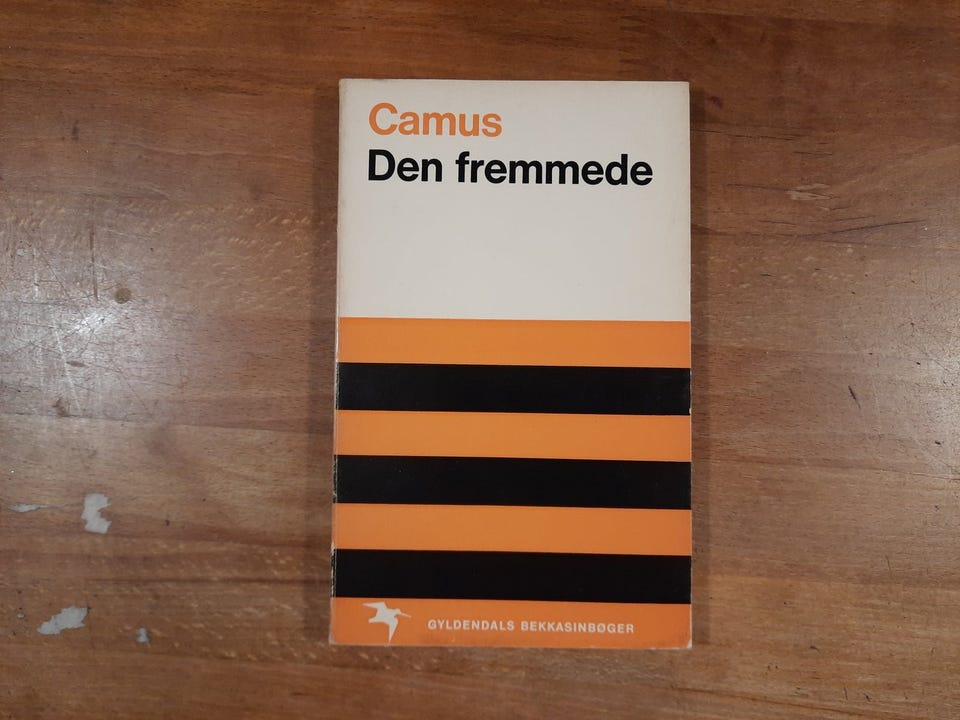 Camus
Den fremmede
GYLDENDALS BEKKASINBØGER